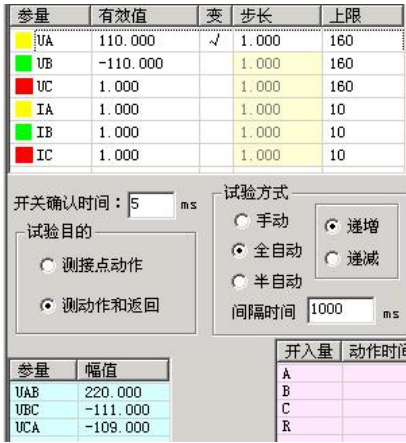 参量 有效值 变 步长 上限
UA 110.000 √ 1.000 160
UB -110.000 1.000 160
UC 1.000 1.000 160
IA 1.000 1.000 10
IB 1.000 1.000 10
IC 1.000 1.000 10
开关确认时间： 5 ms
试验目的
测接点动作
测动作和返回
试验方式
手动
全自动
半自动
递增
递减
间隔时间 1000 ms
参量 幅值
UAB 220.000
UBC -111.000
UCA -109.000
开入量 动作时间
A
B
C
R